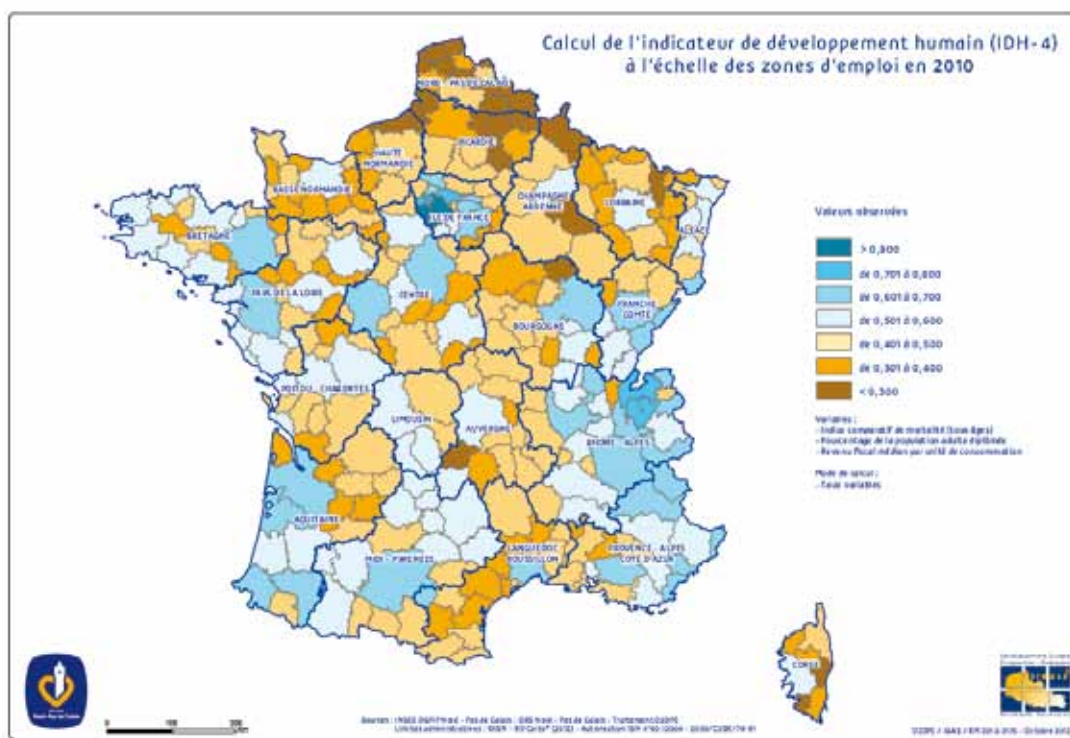 Calcul de l'indicateur de développement humain (IDH-4)
à l'échelle des zones d'emploi en 2010
NORD - PAS DE CALAIS
PICARDIE
HAUTE
NORMANDIE
BASSE NORMANDIE
ILE DE FRANCE
CHAMPAGNE
ARDENNE
LORRAINE
ALSACE
BRETAGNE
PAYS DE LA LOIRE
CENTRE
BOURGOGNE
FRANCHE
COMTÉ
POITOU - CHARENTES
LIMOUSIN
AUVERGNE
RHONE - ALPES
AQUITAINE
MIDI - PYRENEES
LANGUEDOC
ROUSSILLON
PROVENCE - ALPES
COTE D'AZUR
CORSE
Valeurs observées
> 0,800
de 0,701 à 0,800
de 0,601 à 0,700
de 0,501 à 0,600
de 0,401 à 0,500
de 0,301 à 0,400
< 0,300
Variables :
- Indice comparatif de mortalité (tous âges)
- Pourcentage de la population adulte diplômée
- Revenu fiscal médian par unité de consommation
Mode de calcul :
- Trois variables
0 100 200